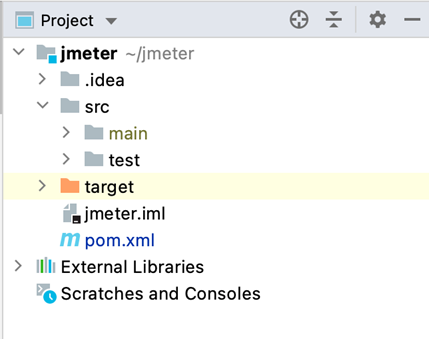 Project
jmeter ~/jmeter
.idea
src
main
test
target
jmeter.iml
m pom.xml
External Libraries
Scratches and Consoles